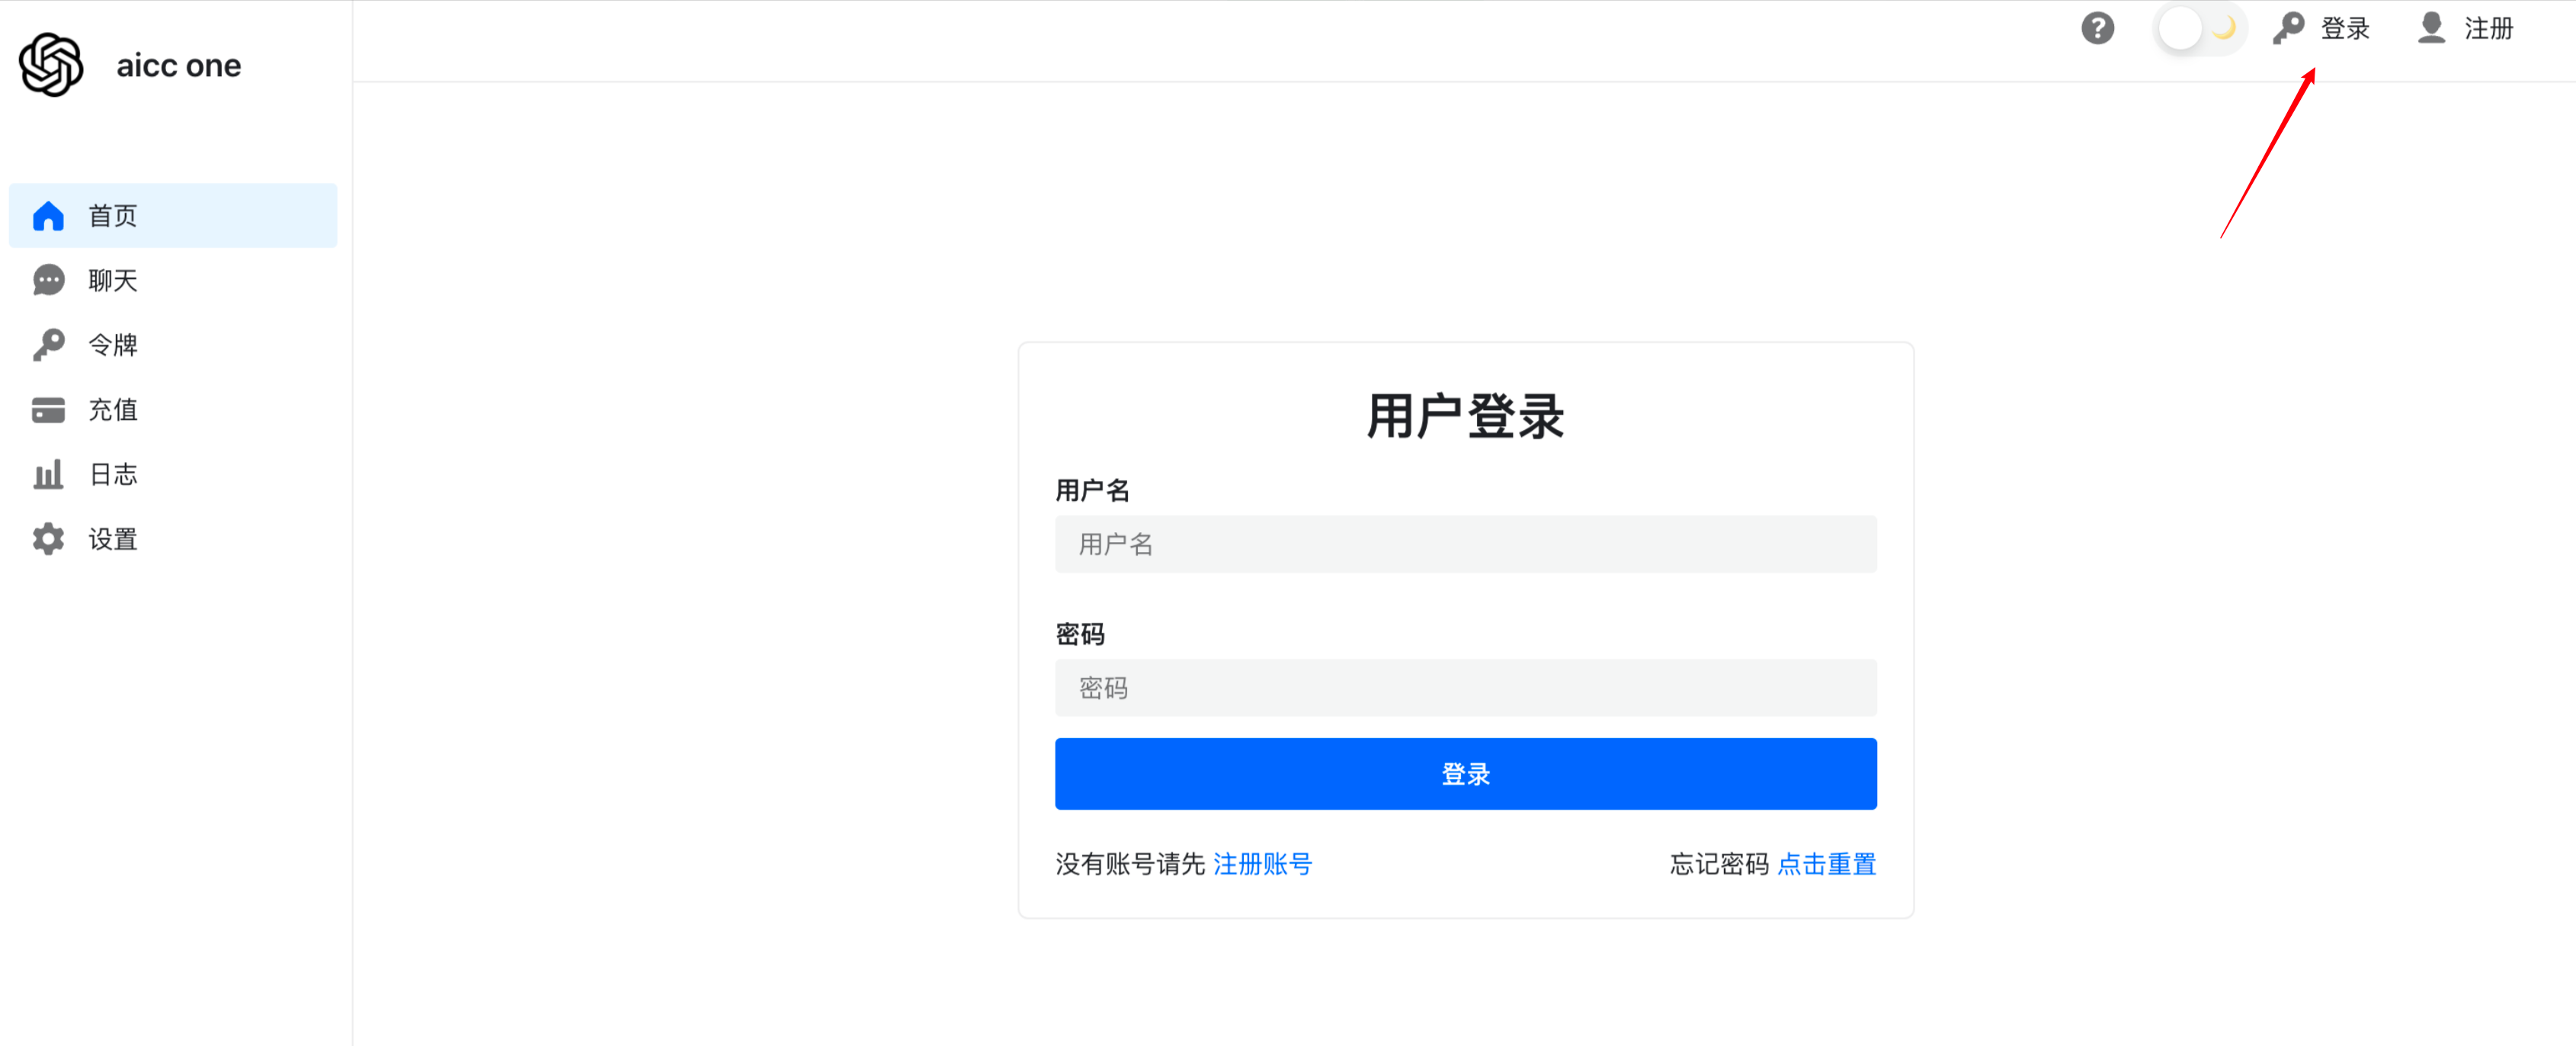 aicc one
登录
注册
首页
聊天
令牌
充值
日志
设置
用户登录
用户名
用户名
密码
密码
登录
没有账号请先 注册账号
忘记密码 点击重置